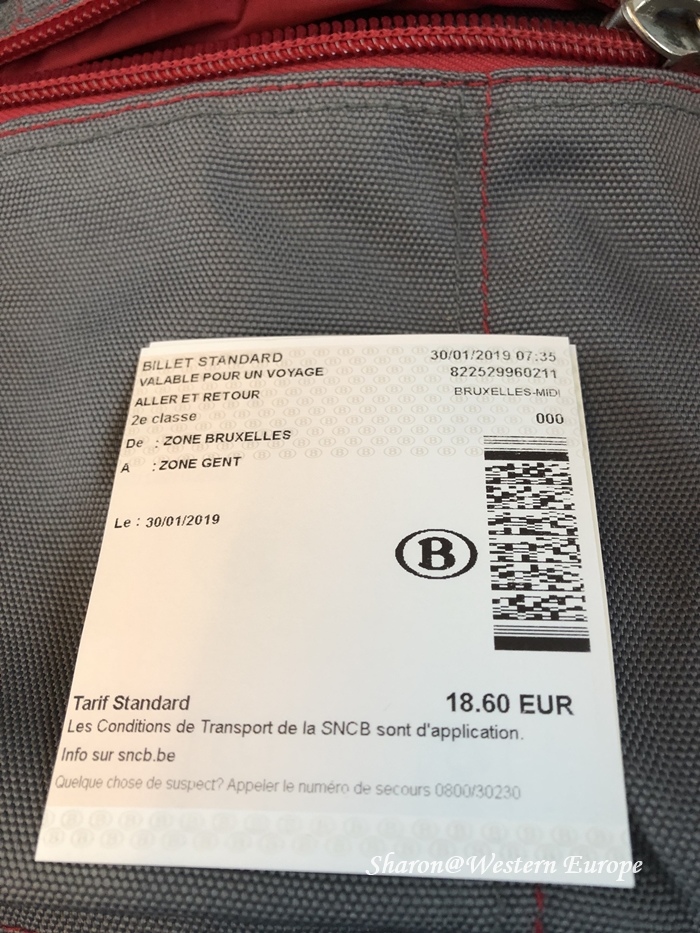 BILLET STANDARD 30/01/2019 07:35
VALABLE POUR UN VOYAGE 822529960211
ALLER ET RETOUR BRUXELLES-MIDI
2e classe 000
De : ZONE BRUXELLES
A : ZONE GENT
Le : 30/01/2019
B
Tarif Standard 18.60 EUR
Les Conditions de Transport de la SNCB sont d'application.
Info sur sncb.be
Quelque chose de suspect? Appeler le numéro de secours 0800/30230
Sharon@Western Europe